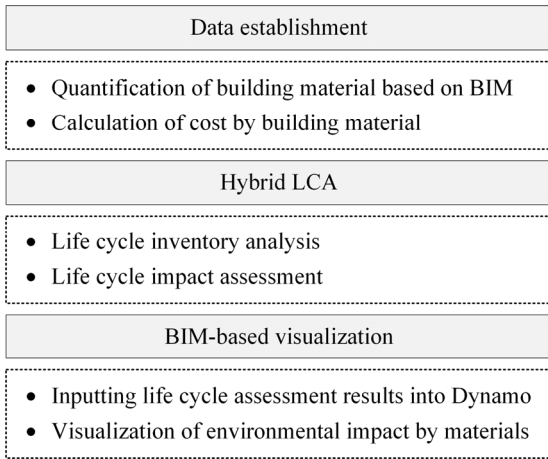 Data establishment
• Quantification of building material based on BIM
• Calculation of cost by building material
Hybrid LCA
• Life cycle inventory analysis
• Life cycle impact assessment
BIM-based visualization
• Inputting life cycle assessment results into Dynamo
• Visualization of environmental impact by materials